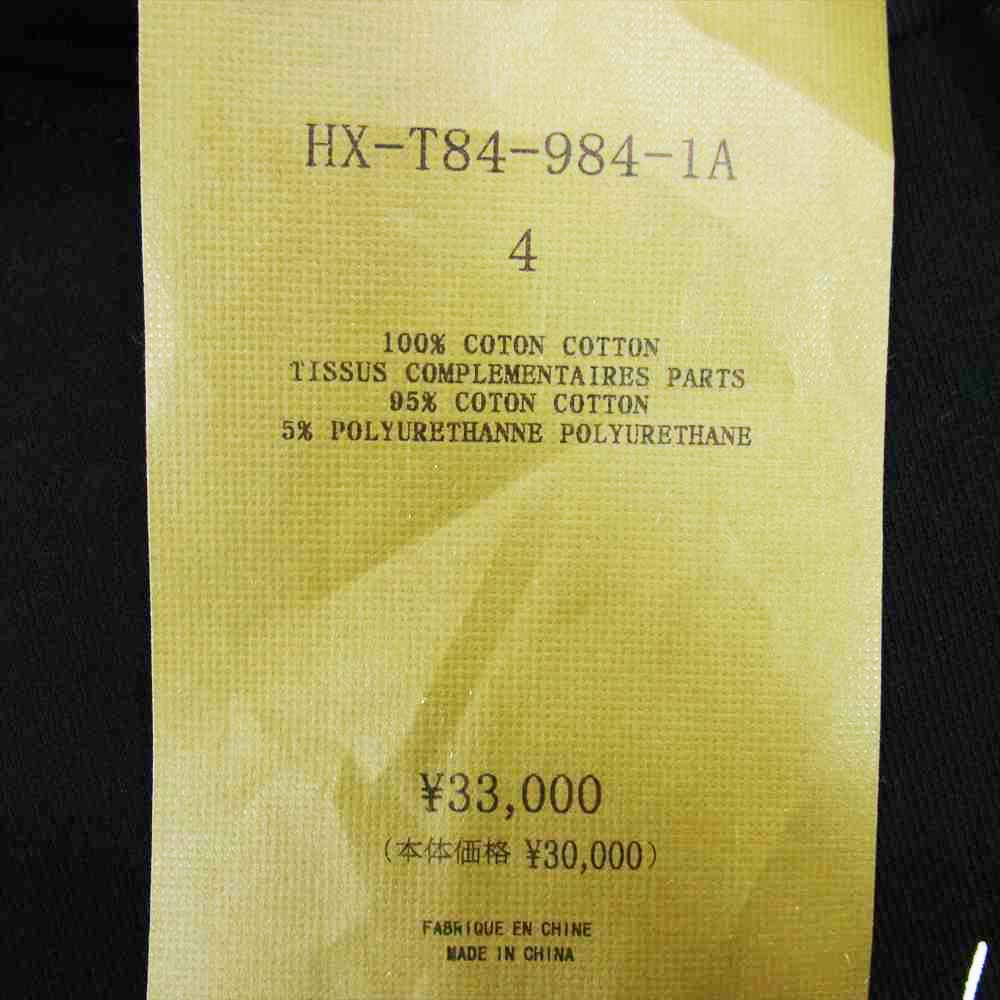 HX-T84-984-1A
4
100% COTON COTTON
TISSUS COMPLEMENTAIRES PARTS
95% COTON COTTON
5% POLYURETHANNE POLYURETHANE
¥33,000
(本体価格 ¥30,000)
FABRIQUE EN CHINE
MADE IN CHINA